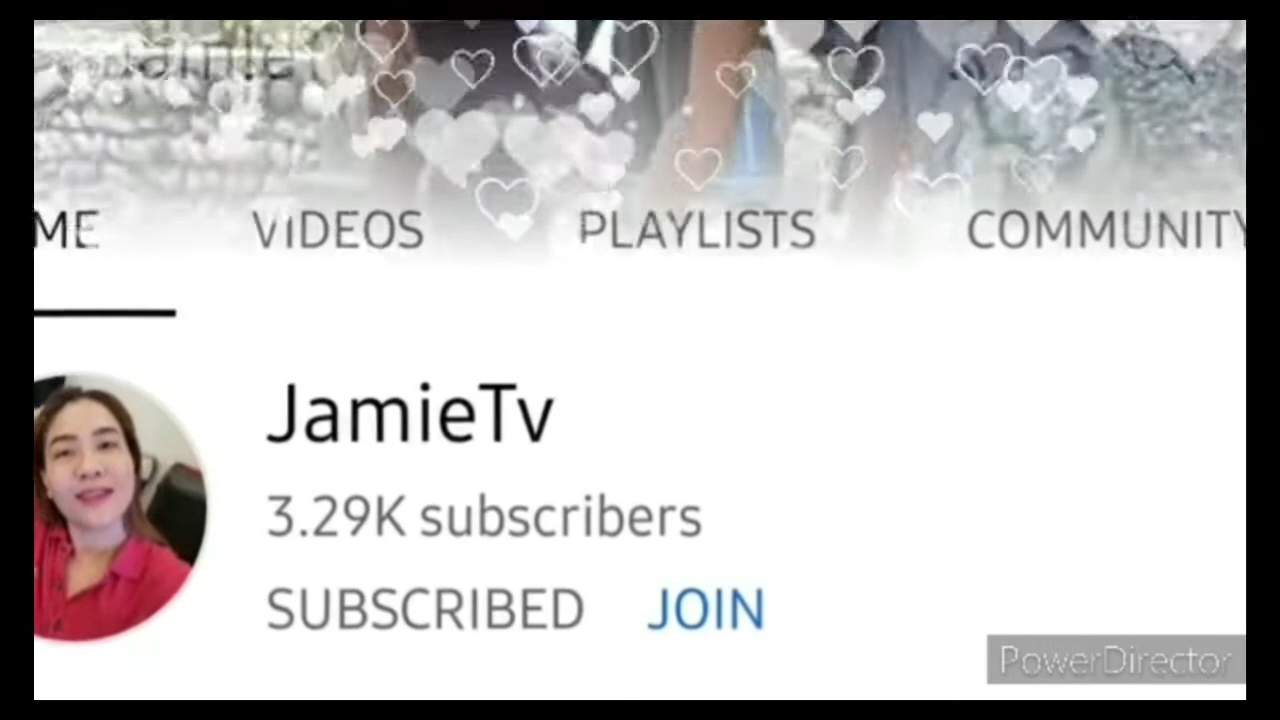 ME VIDEOS PLAYLISTS COMMUNITY
JamieTv
3.29K subscribers
SUBSCRIBED JOIN
PowerDirector